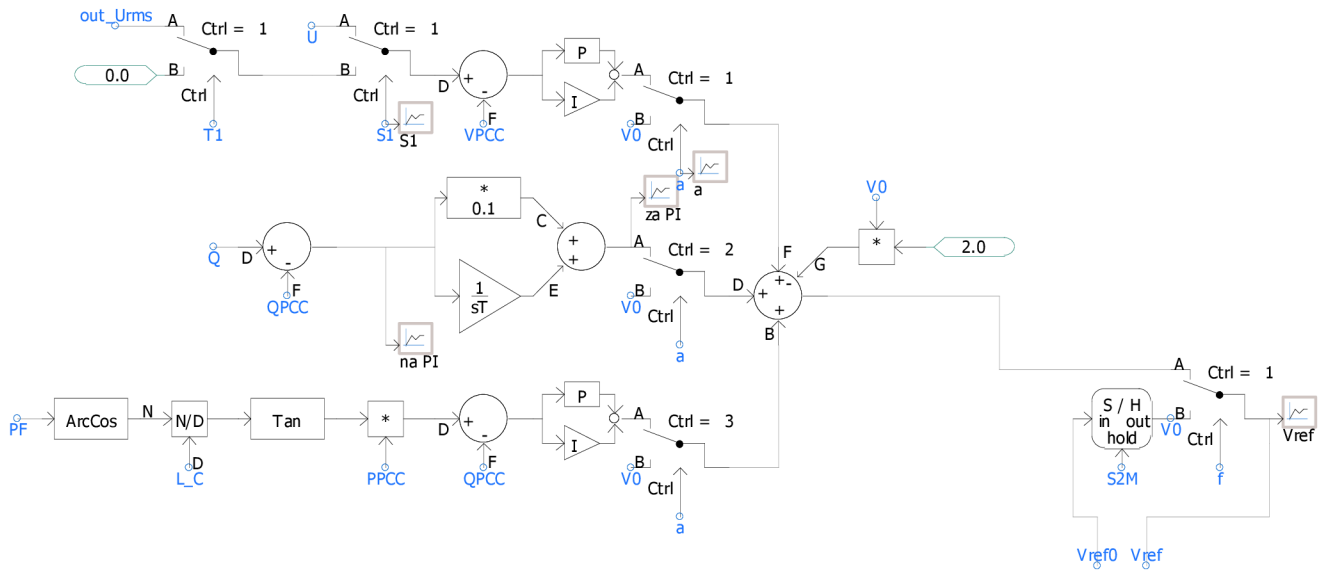 out_Urms
A
Ctrl = 1
U
A
Ctrl = 1
0.0
B
Ctrl
T1
B
Ctrl
S1
S1
D
+
-
F
VPCC
P
I
A
Ctrl = 1
B
V0
Ctrl
a
a
Q
D
+
-
F
QPCC
*
0.1
C
1
sT
E
+
+
na PI
za PI
A
Ctrl = 2
B
V0
Ctrl
a
V0
*
2.0
F
G
D
+
+
-
+
B
PF
ArcCos
N
N/D
D
L_C
Tan
*
PPCC
D
+
-
F
QPCC
P
I
A
Ctrl = 3
B
V0
Ctrl
a
A
Ctrl = 1
S / H
in out
hold
S2M
B
V0
Ctrl
f
Vref
Vref0
Vref